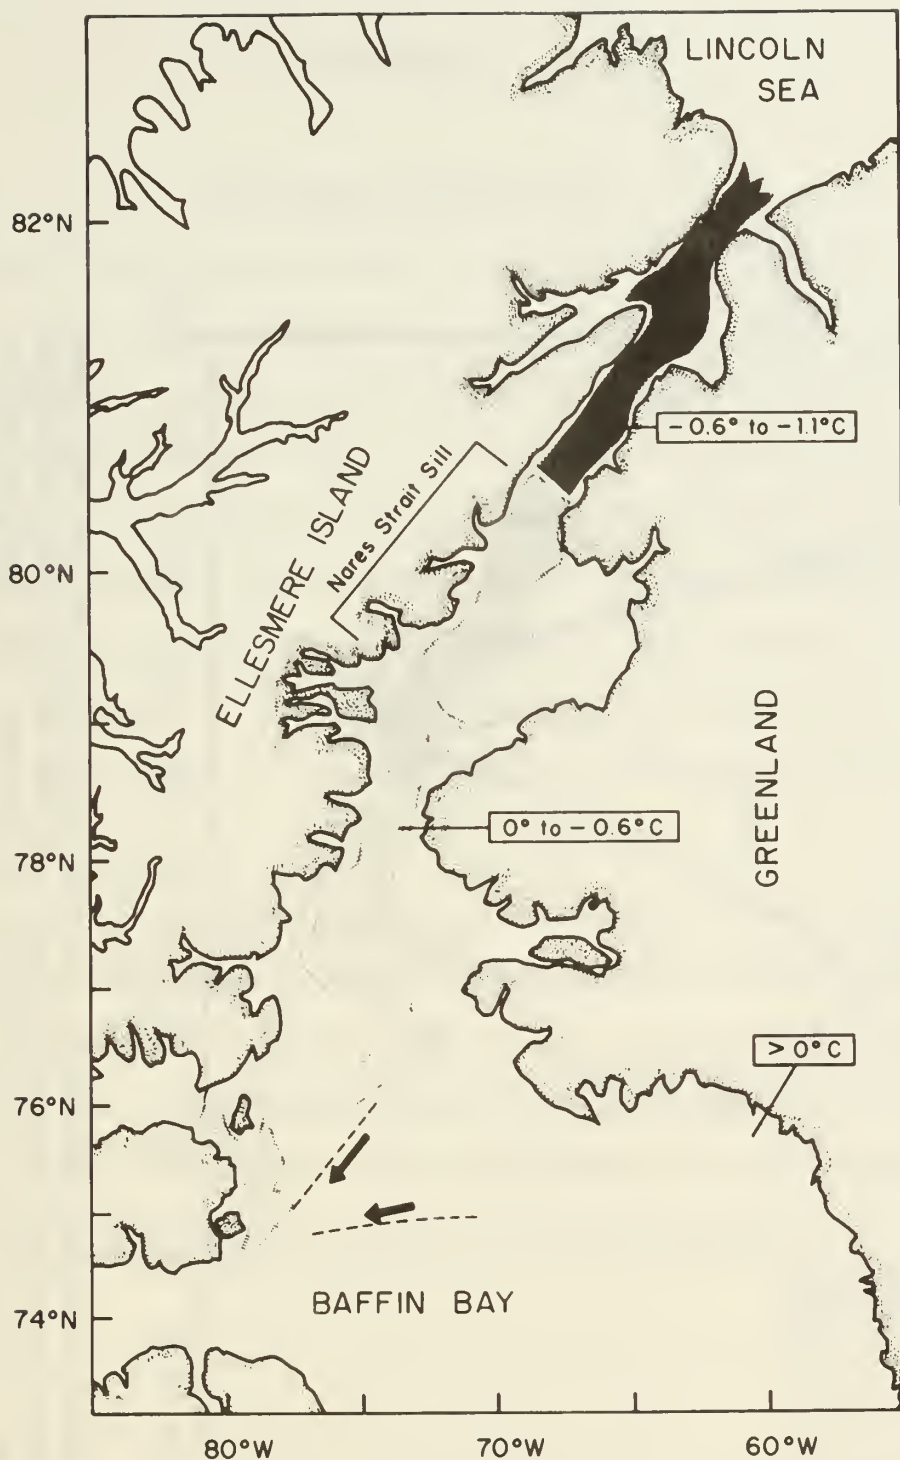 LINCOLN
SEA
82°N
-0.6° to -1.1°C
Nares Strait Sill
ELLESMERE ISLAND
80°N
GREENLAND
0° to -0.6°C
78°N
> 0°C
76°N
BAFFIN BAY
74°N
80°W 70°W 60°W